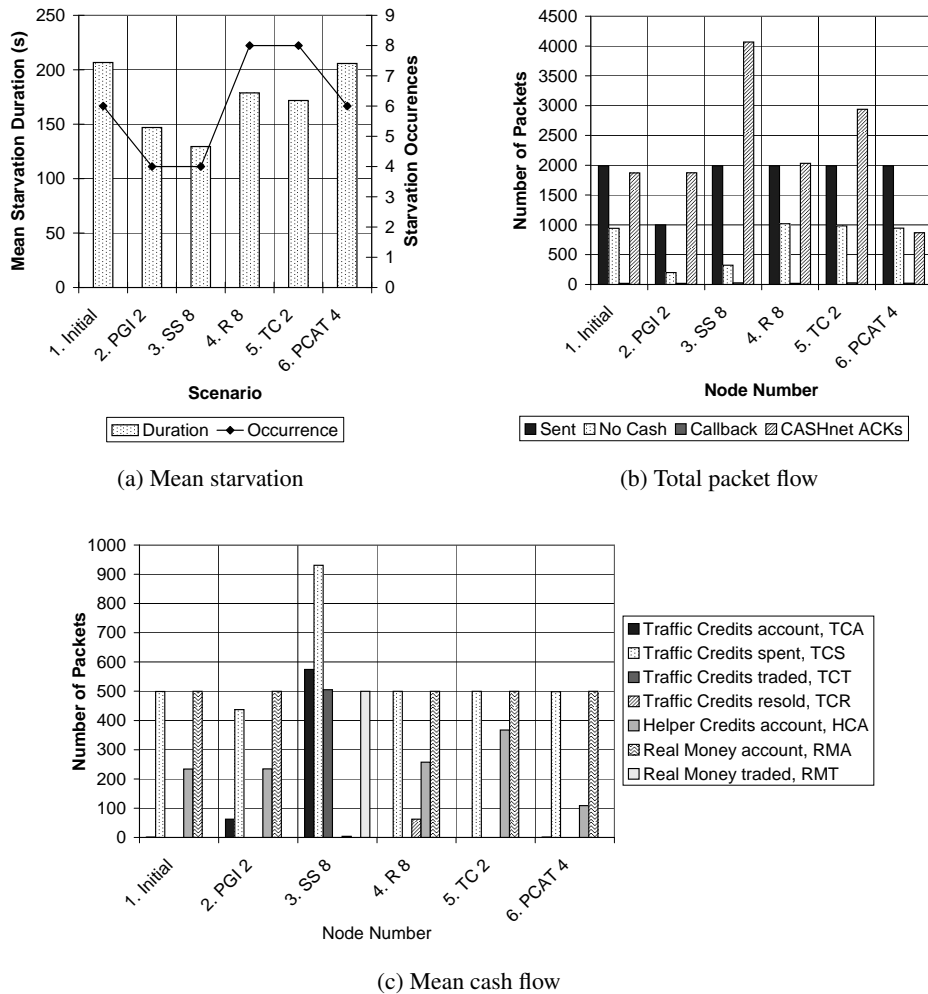 250
200
150
100
50
0
Mean Starvation Duration (s)
9
8
7
6
5
4
3
2
1
0
Starvation Occurences
1. Initial
2. PGI 2
3. SS 8
4. R 8
5. TC 2
6. PCAT 4
Scenario
Duration
Occurrence
(a) Mean starvation
4500
4000
3500
3000
2500
2000
1500
1000
500
0
Number of Packets
1. Initial
2. PGI 2
3. SS 8
4. R 8
5. TC 2
6. PCAT 4
Node Number
Sent
No Cash
Callback
CASHnet ACKs
(b) Total packet flow
1000
900
800
700
600
500
400
300
200
100
0
Number of Packets
1. Initial
2. PGI 2
3. SS 8
4. R 8
5. TC 2
6. PCAT 4
Node Number
Traffic Credits account, TCA
Traffic Credits spent, TCS
Traffic Credits traded, TCT
Traffic Credits resold, TCR
Helper Credits account, HCA
Real Money account, RMA
Real Money traded, RMT
(c) Mean cash flow